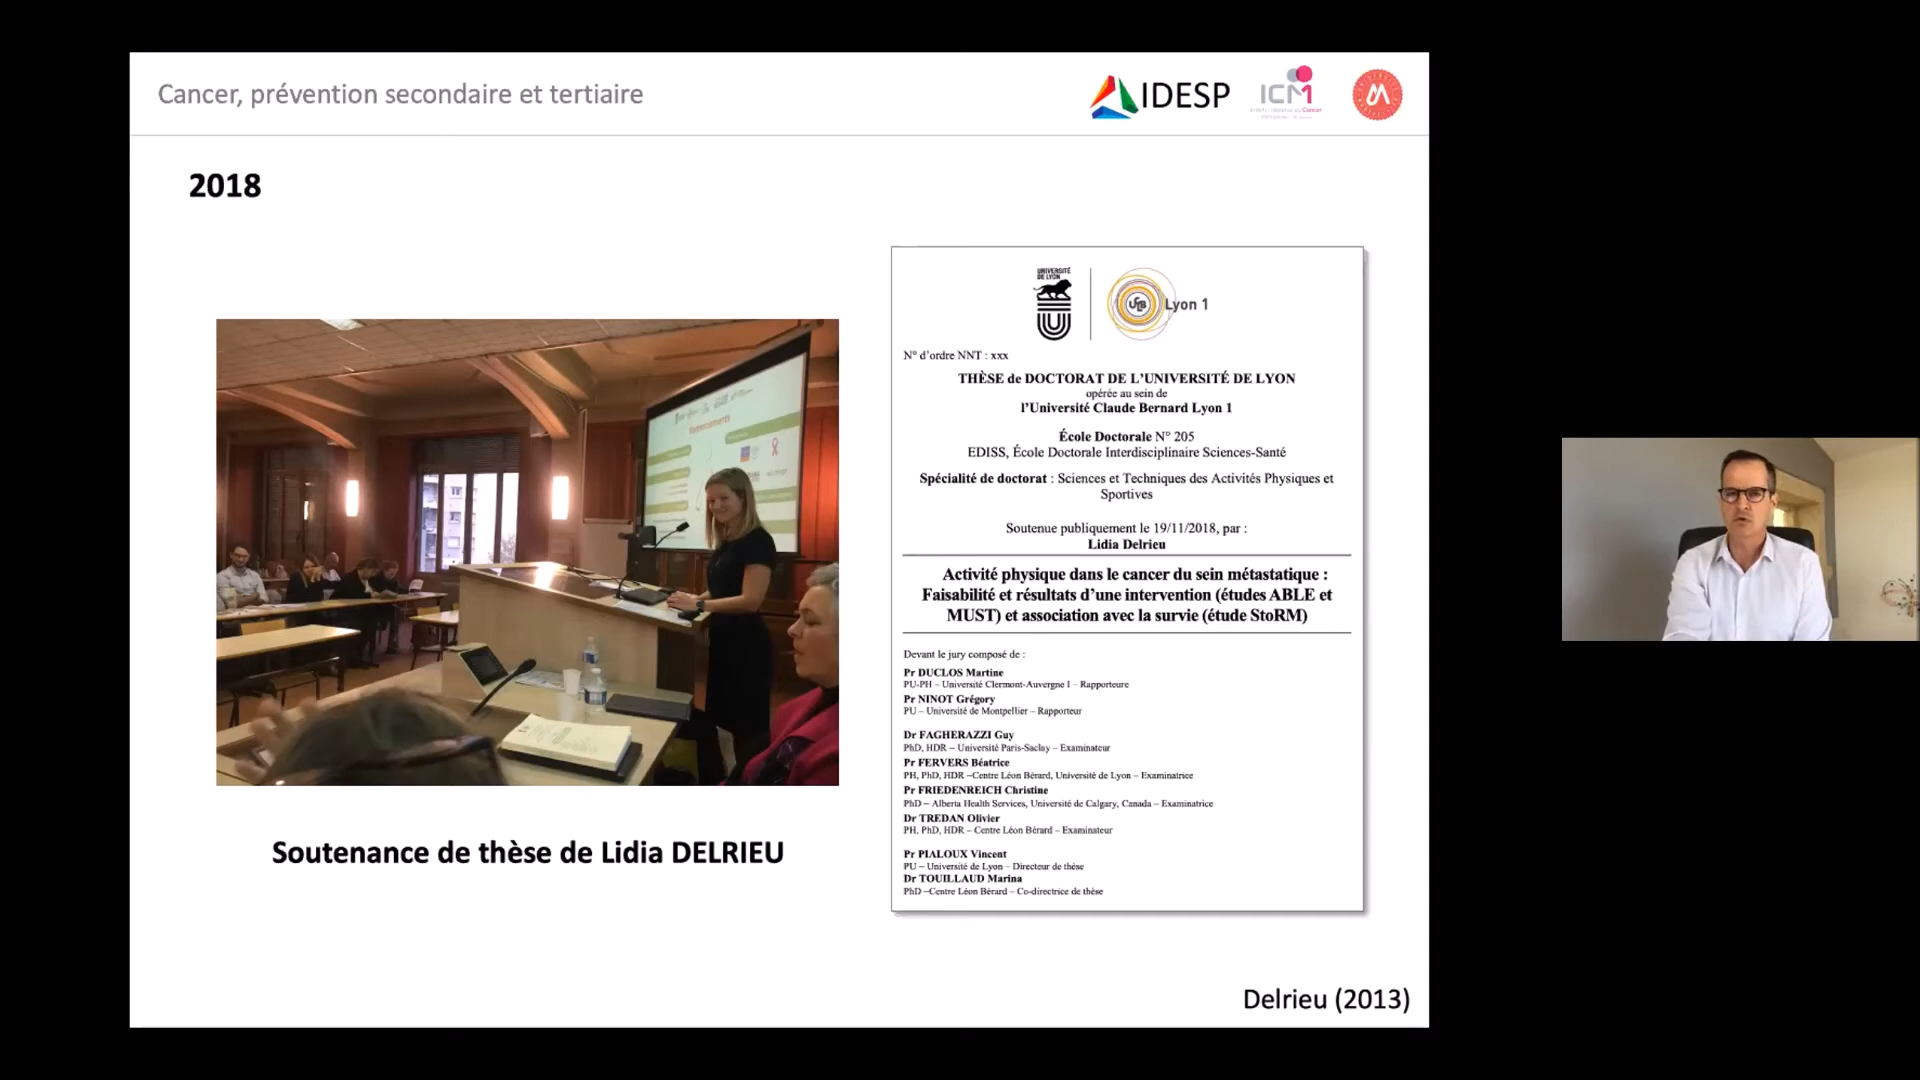 Cancer, prévention secondaire et tertiaire
IDESP
ICM
2018
Remerciements
UNIVERSITÉ
DE LYON
UCB
Lyon 1
N° d'ordre NNT : xxx
THÈSE de DOCTORAT DE L'UNIVERSITÉ DE LYON
opérée au sein de
l'Université Claude Bernard Lyon 1
École Doctorale N° 205
EDISS, École Doctorale Interdisciplinaire Sciences-Santé
Spécialité de doctorat : Sciences et Techniques des Activités Physiques et
Sportives
Soutenue publiquement le 19/11/2018, par :
Lidia Delrieu
Activité physique dans le cancer du sein métastatique :
Faisabilité et résultats d'une intervention (études ABLE et
MUST) et association avec la survie (étude StoRM)
Devant le jury composé de :
Pr DUCLOS Martine
PU-PH – Université Clermont-Auvergne I – Rapporteure
Pr NINOT Grégory
PU – Université de Montpellier – Rapporteur
Dr FAGHERAZZI Guy
PhD, HDR – Université Paris-Saclay – Examinateur
Pr FERVERS Béatrice
PH, PhD, HDR –Centre Léon Bérard, Université de Lyon – Examinatrice
Pr FRIEDENREICH Christine
PhD – Alberta Health Services, Université de Calgary, Canada – Examinatrice
Dr TREDAN Olivier
PH, PhD, HDR – Centre Léon Bérard – Examinateur
Pr PIALOUX Vincent
PU – Université de Lyon – Directeur de thèse
Dr TOUILLAUD Marina
PhD –Centre Léon Bérard – Co-directrice de thèse
Soutenance de thèse de Lidia DELRIEU
Delrieu (2013)